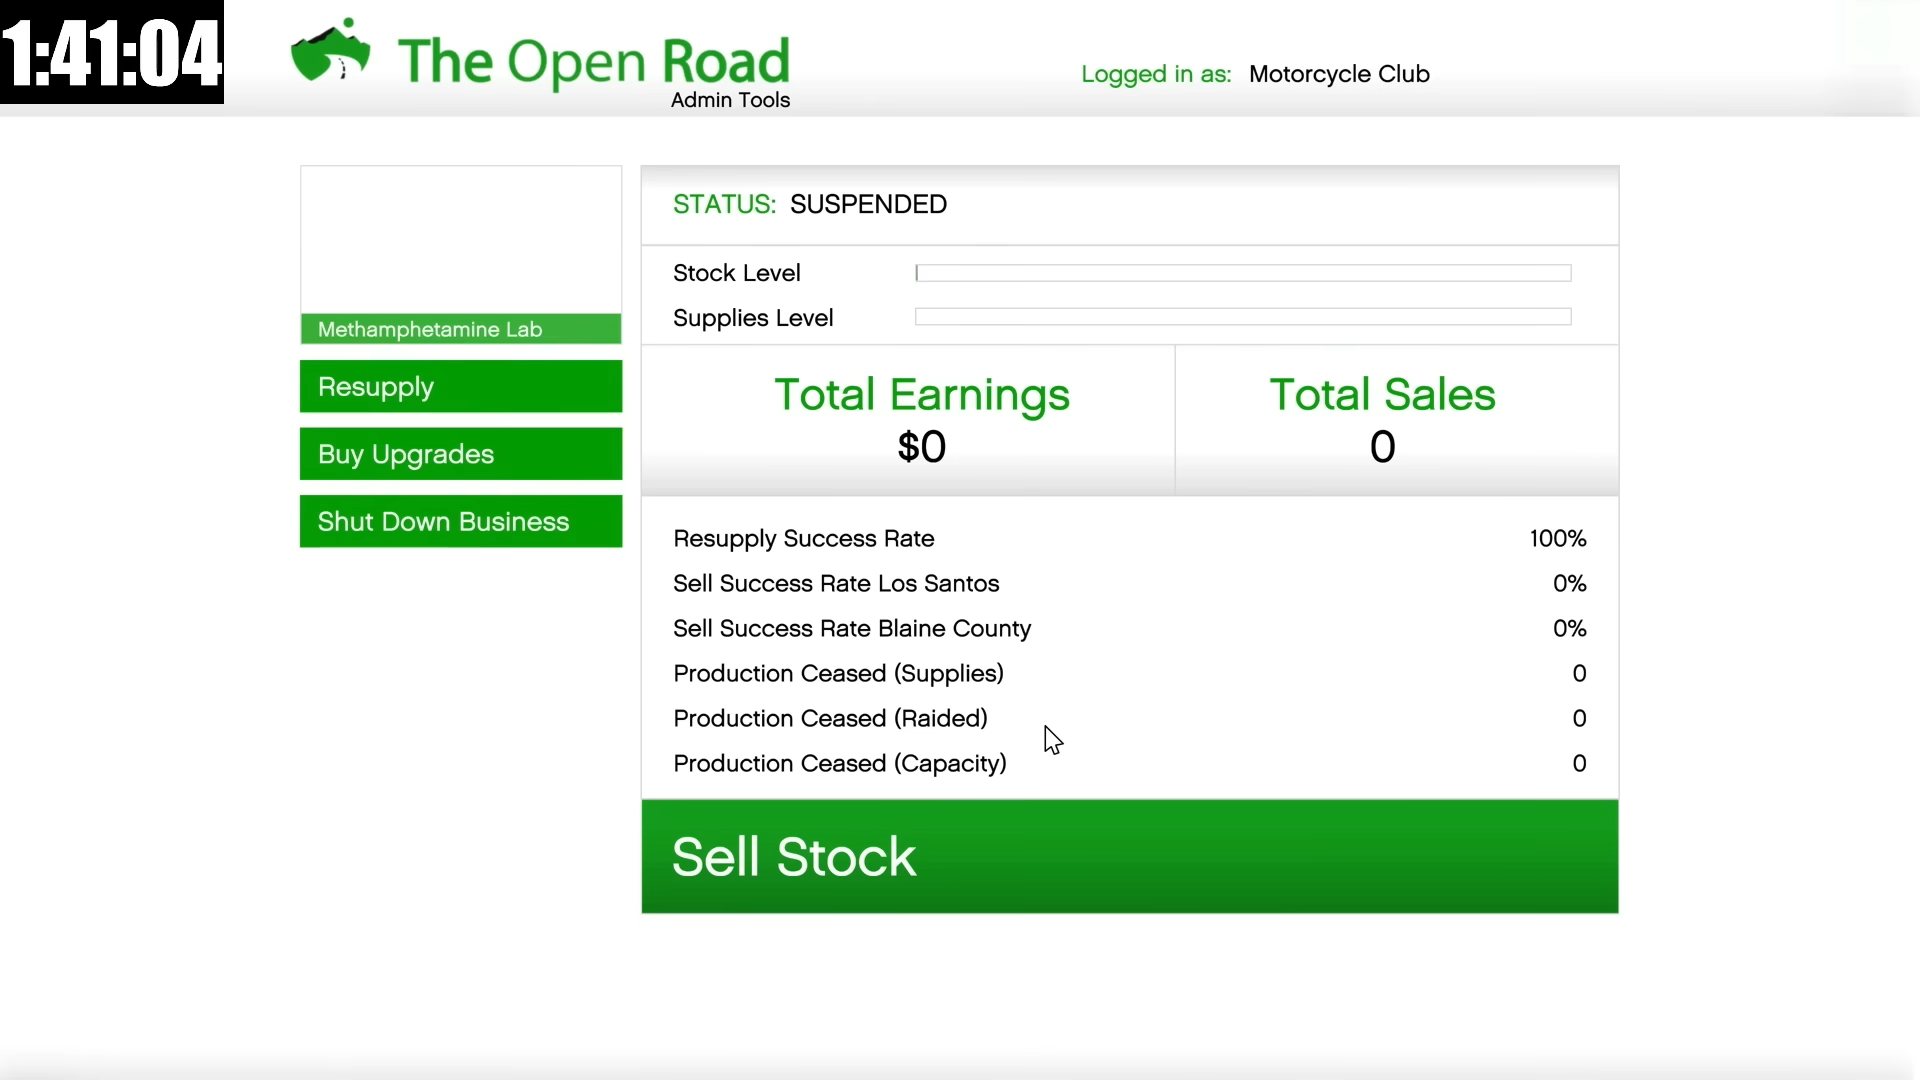 1:41:04
The Open Road
Admin Tools
Logged in as: Motorcycle Club
Methamphetamine Lab
Resupply
Buy Upgrades
Shut Down Business
STATUS: SUSPENDED
Stock Level
Supplies Level
Total Earnings
$0
Total Sales
0
Resupply Success Rate 100%
Sell Success Rate Los Santos 0%
Sell Success Rate Blaine County 0%
Production Ceased (Supplies) 0
Production Ceased (Raided) 0
Production Ceased (Capacity) 0
Sell Stock